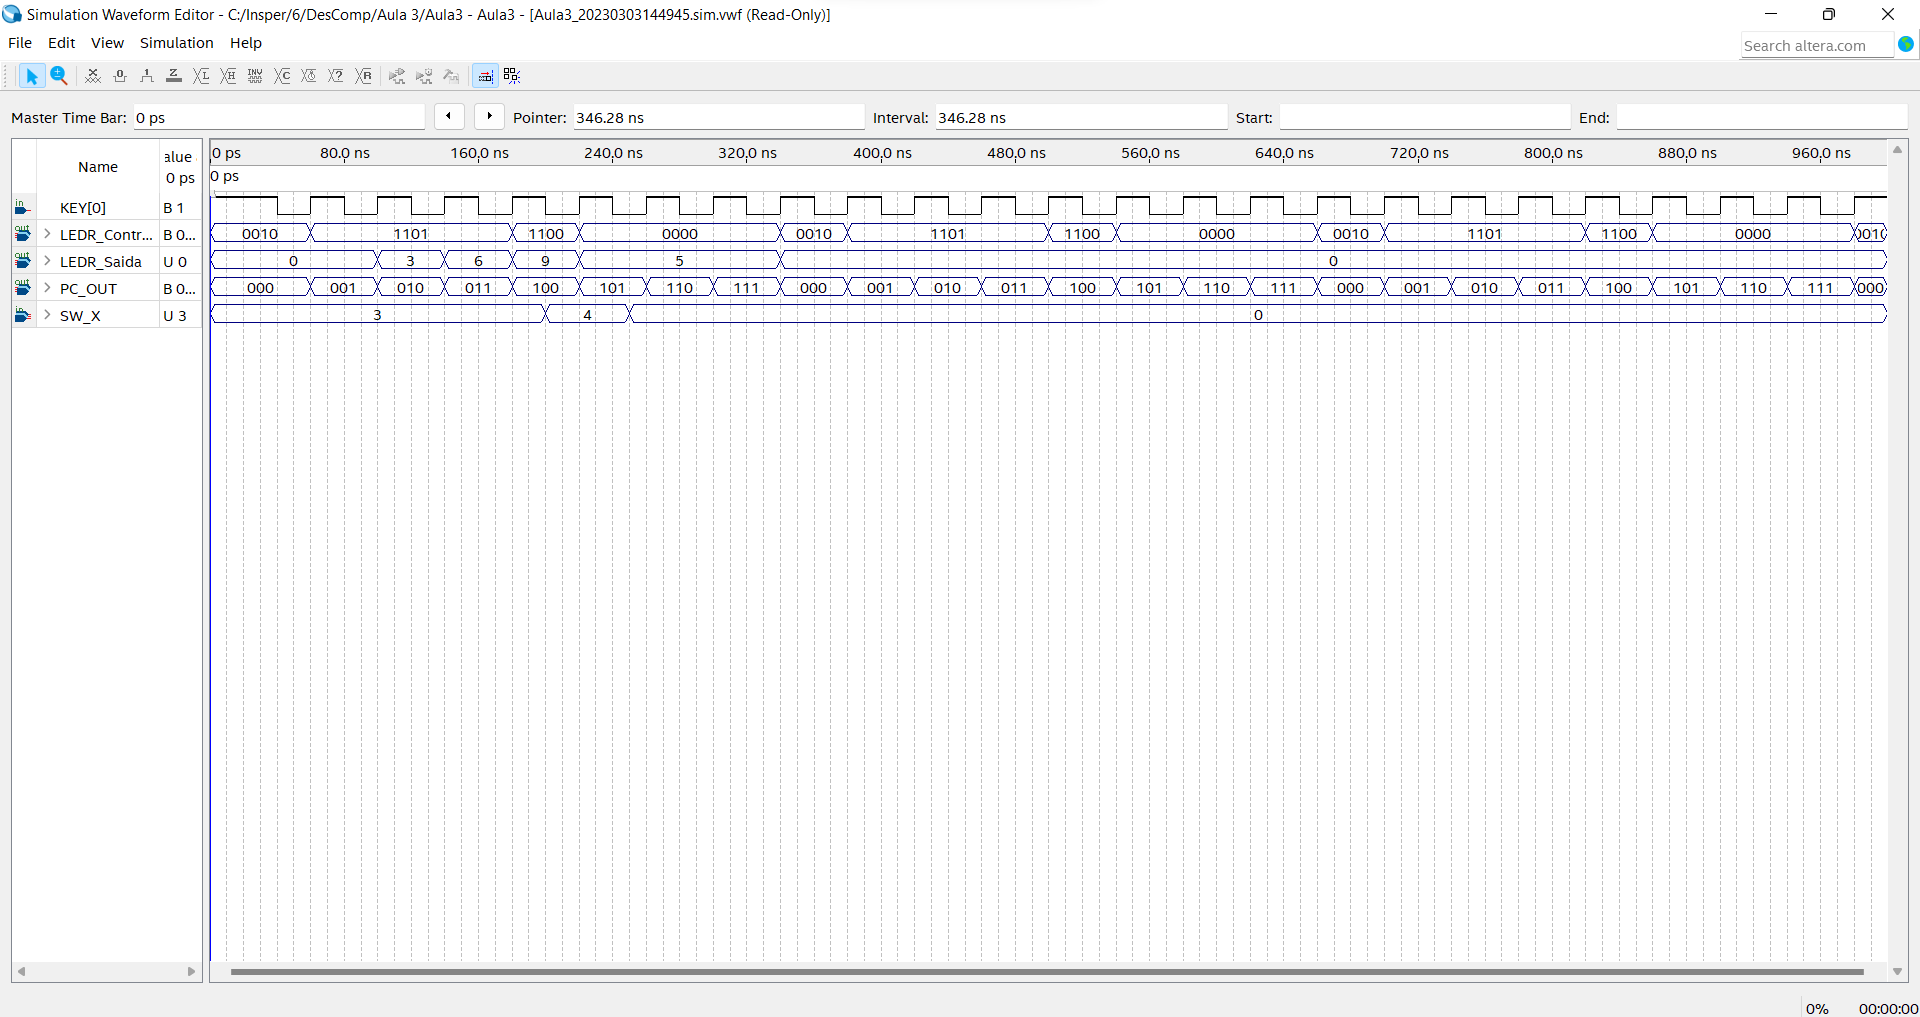 Simulation Waveform Editor - C:/Insper/6/DesComp/Aula 3/Aula3 - Aula3 - [Aula3_20230303144945.sim.vwf (Read-Only)]
File Edit View Simulation Help
Search altera.com
Master Time Bar: 0 ps Pointer: 346.28 ns Interval: 346.28 ns Start: End:
Name alue 0 ps 80.0 ns 160.0 ns 240.0 ns 320.0 ns 400.0 ns 480.0 ns 560.0 ns 640.0 ns 720.0 ns 800.0 ns 880.0 ns 960.0 ns
0 ps 0 ps
in KEY[0] B 1
out LEDR_Contr... B 0... 0010 1101 1100 0000 0010 1101 1100 0000 0010 1101 1100 0000 0010
out LEDR_Saida U 0 0 3 6 9 5 0
out PC_OUT B 0... 000 001 010 011 100 101 110 111 000 001 010 011 100 101 110 111 000 001 010 011 100 101 110 111 000
in SW_X U 3 3 4 0
0% 00:00:00